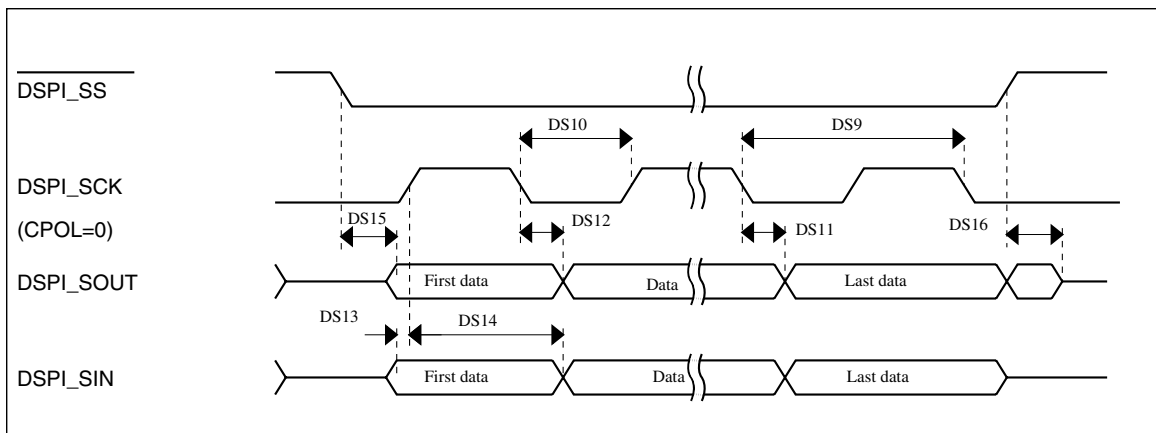 DSPI_SS
DS10
DS9
DSPI_SCK
DS15
DS12
DS11
DS16
(CPOL=0)
DSPI_SOUT
First data
Data
Last data
DS13
DS14
DSPI_SIN
First data
Data
Last data